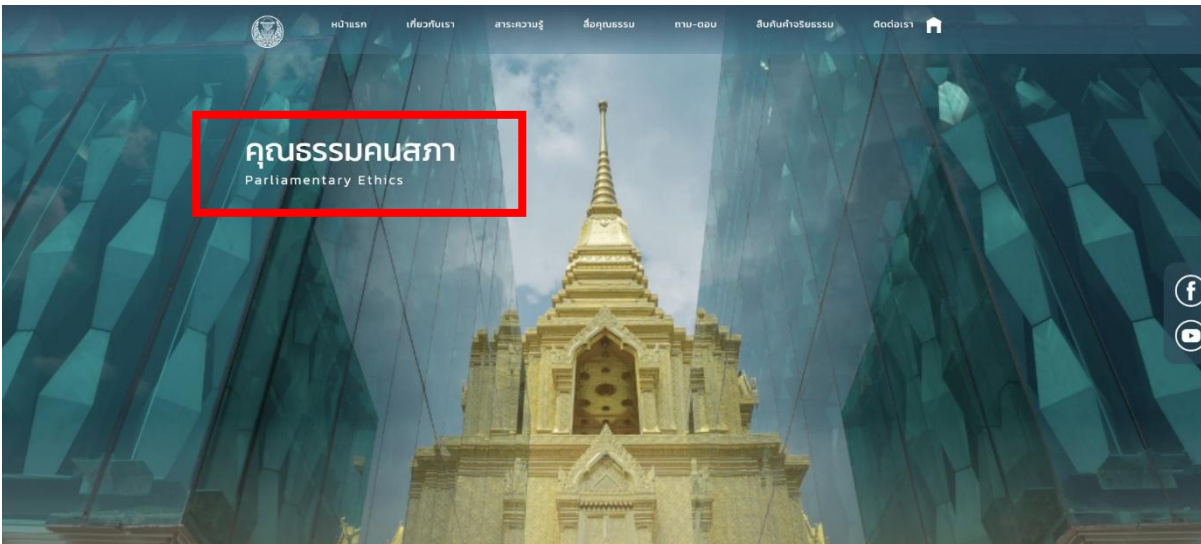 หน้าแรก เกี่ยวกับเรา สาระความรู้ สื่อคุณธรรม ถาม-ตอบ สืบค้นคำจริยธรรม ติดต่อเรา
คุณธรรมคนสภา
Parliamentary Ethics